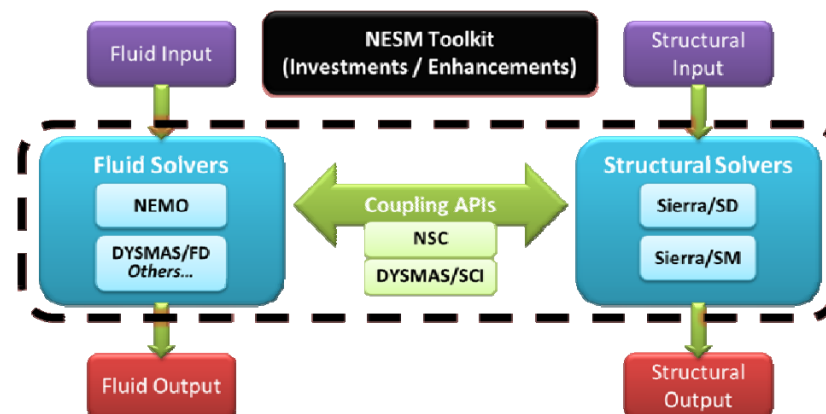 Fluid Input
NESM Toolkit
(Investments / Enhancements)
Structural
Input
Fluid Solvers
NEMO
DYSMAS/FD
Others...
Coupling APIs
NSC
DYSMAS/SCI
Structural Solvers
Sierra/SD
Sierra/SM
Fluid Output
Structural
Output